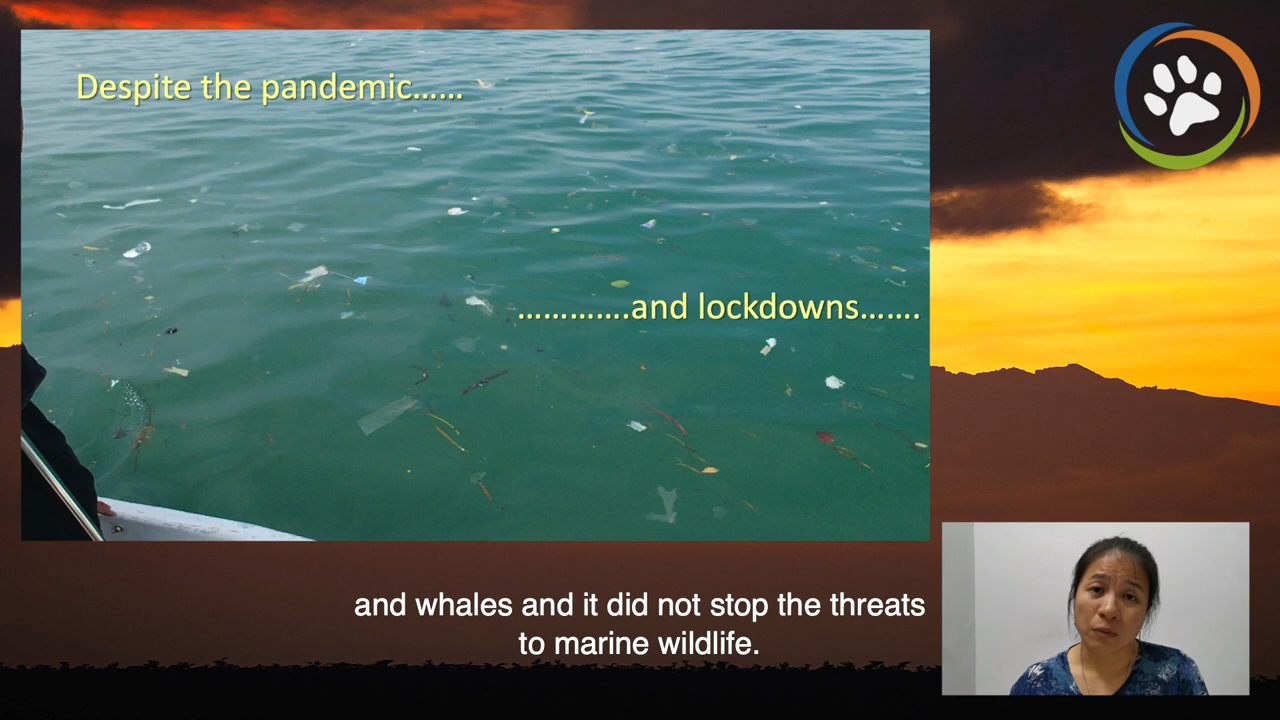 Despite the pandemic......
.............and lockdowns.......
and whales and it did not stop the threats
to marine wildlife.